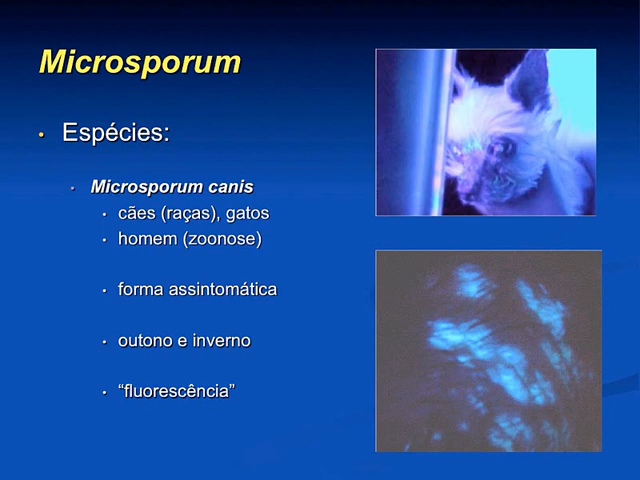 Microsporum
• Espécies:
• Microsporum canis
• cães (raças), gatos
• homem (zoonose)
• forma assintomática
• outono e inverno
• “fluorescência”